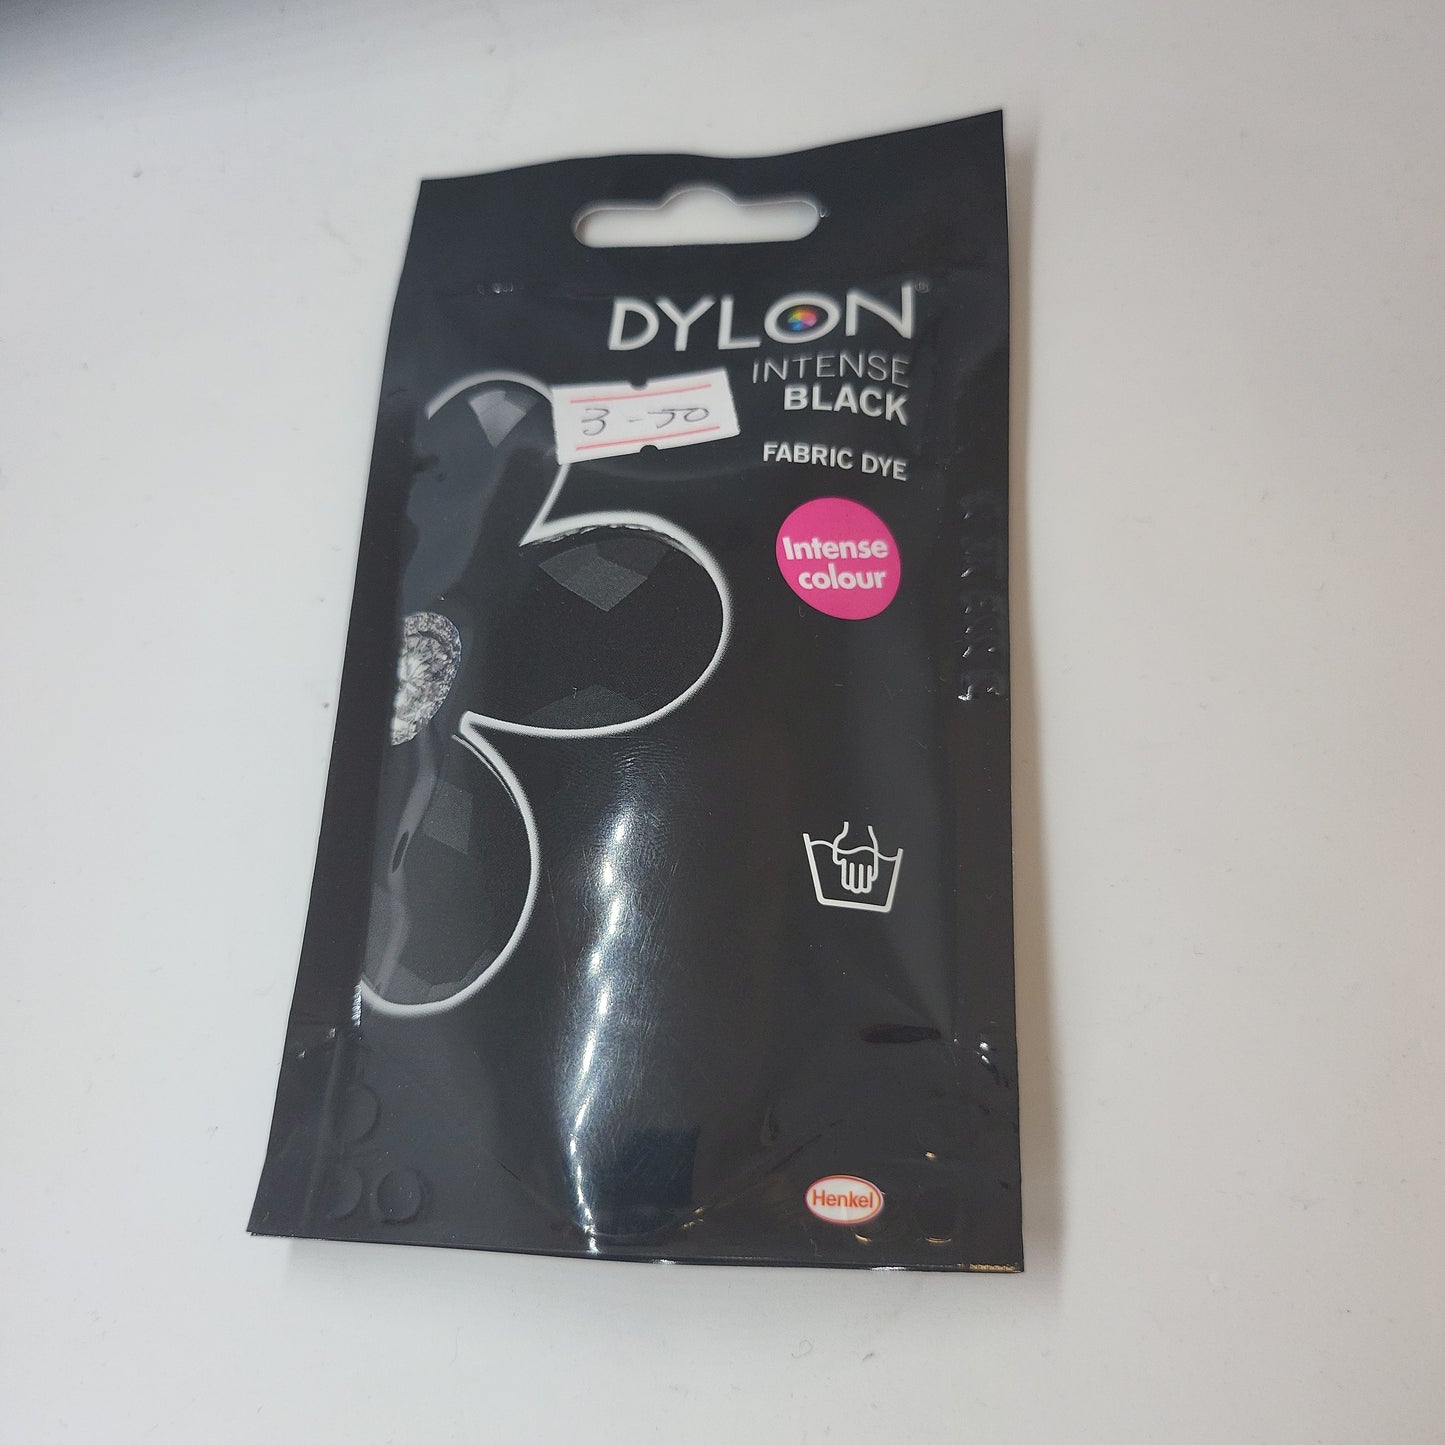 DYLON®
INTENSE
BLACK
3-50
FABRIC DYE
Intense
colour
Henkel